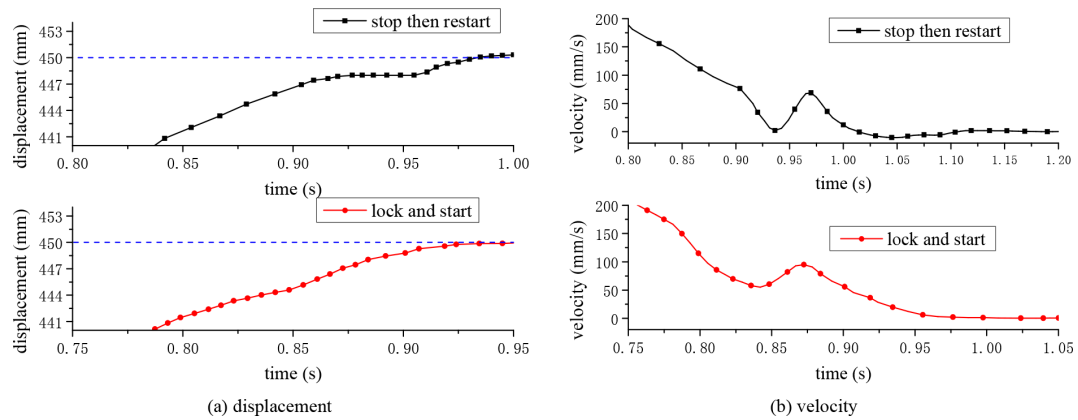 stop then restart
displacement (mm)
453
450
447
444
441
0.80 0.85 0.90 0.95 1.00
time (s)
lock and start
displacement (mm)
453
450
447
444
441
0.75 0.80 0.85 0.90 0.95
time (s)
(a) displacement
stop then restart
velocity (mm/s)
200
150
100
50
0
0.80 0.85 0.90 0.95 1.00 1.05 1.10 1.15 1.20
time (s)
lock and start
velocity (mm/s)
200
150
100
50
0
0.75 0.80 0.85 0.90 0.95 1.00 1.05
time (s)
(b) velocity